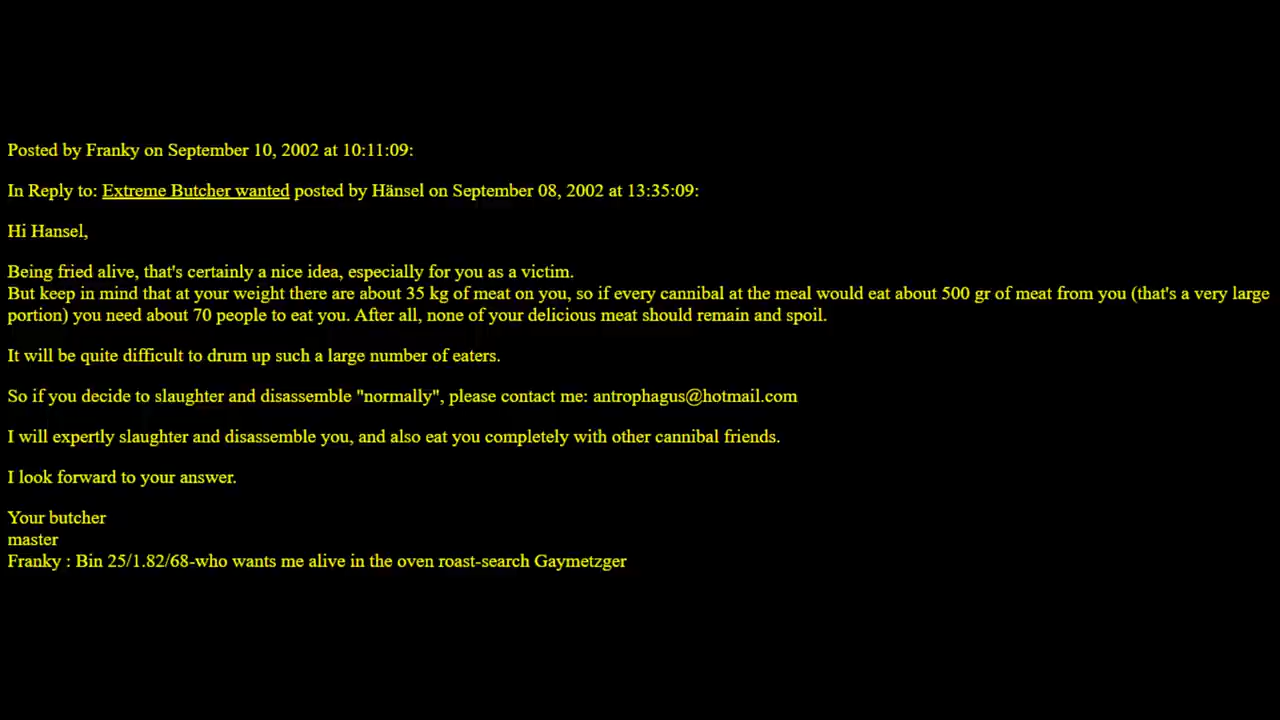 Posted by Franky on September 10, 2002 at 10:11:09:
In Reply to: Extreme Butcher wanted posted by Hänsel on September 08, 2002 at 13:35:09:
Hi Hansel,
Being fried alive, that's certainly a nice idea, especially for you as a victim.
But keep in mind that at your weight there are about 35 kg of meat on you, so if every cannibal at the meal would eat about 500 gr of meat from you (that's a very large
portion) you need about 70 people to eat you. After all, none of your delicious meat should remain and spoil.
It will be quite difficult to drum up such a large number of eaters.
So if you decide to slaughter and disassemble "normally", please contact me: antrophagus@hotmail.com
I will expertly slaughter and disassemble you, and also eat you completely with other cannibal friends.
I look forward to your answer.
Your butcher
master
Franky : Bin 25/1.82/68-who wants me alive in the oven roast-search Gaymetzger